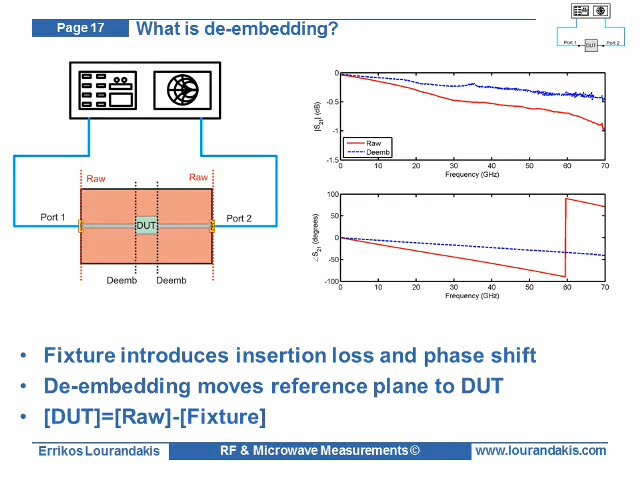 Page 17
What is de-embedding?
Port 1
DUT
Port 2
Raw
Raw
Port 1
DUT
Port 2
Deemb
Deemb
|S21| (dB)
0
-0.5
-1
-1.5
Raw
Deemb
0 10 20 30 40 50 60 70
Frequency (GHz)
∠S21 (degrees)
100
50
0
-50
-100
0 10 20 30 40 50 60 70
Frequency (GHz)
• Fixture introduces insertion loss and phase shift
• De-embedding moves reference plane to DUT
• [DUT]=[Raw]-[Fixture]
Errikos Lourandakis
RF & Microwave Measurements ©
www.lourandakis.com